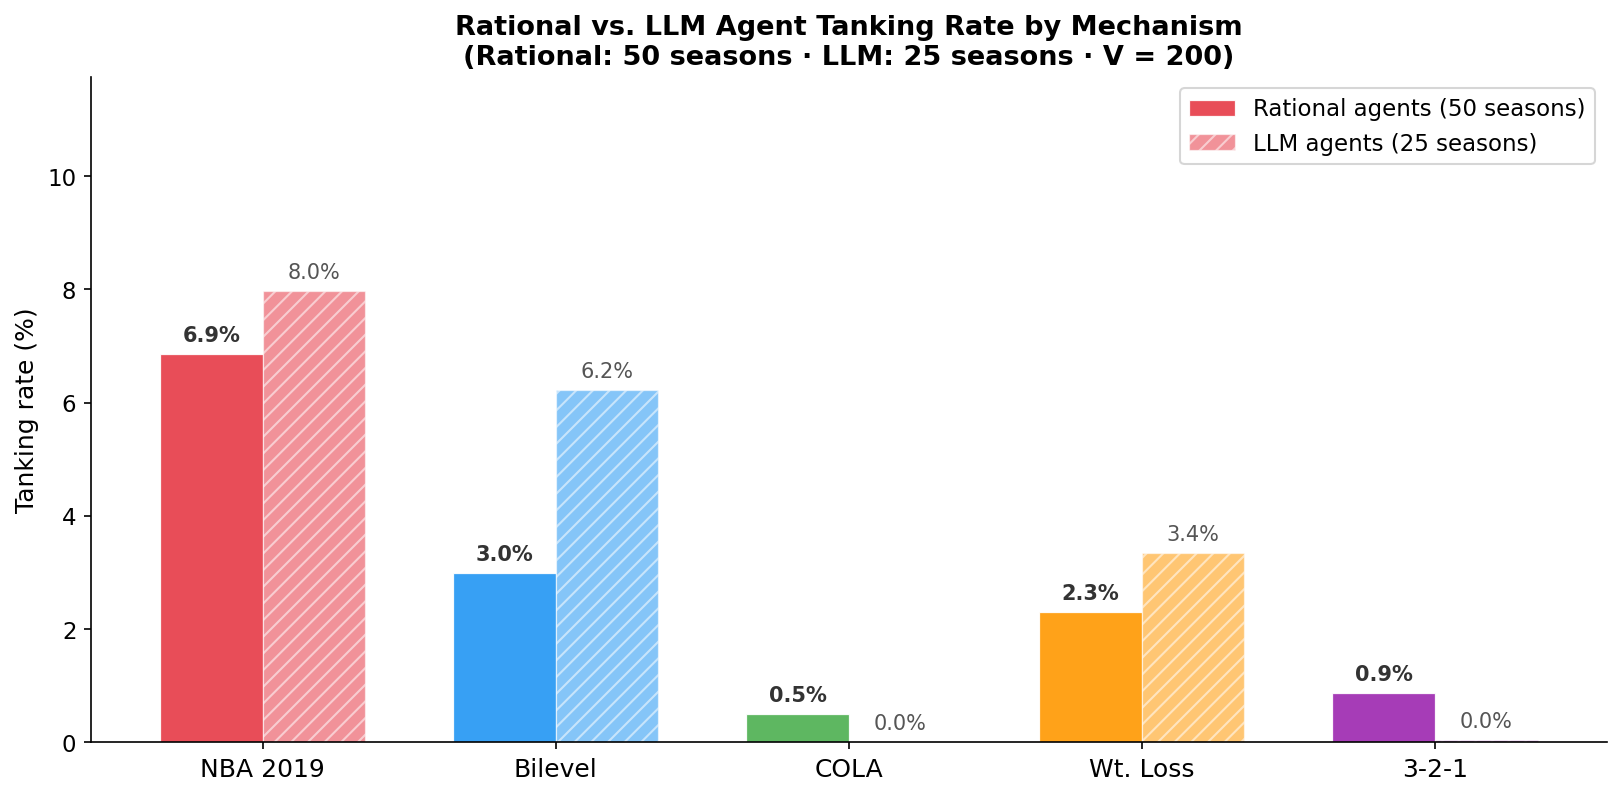 Rational vs. LLM Agent Tanking Rate by Mechanism
(Rational: 50 seasons · LLM: 25 seasons · V = 200)
Rational agents (50 seasons)
LLM agents (25 seasons)
Tanking rate (%)
10
8
6
4
2
0
6.9%
8.0%
3.0%
6.2%
0.5%
0.0%
2.3%
3.4%
0.9%
0.0%
NBA 2019
Bilevel
COLA
Wt. Loss
3-2-1